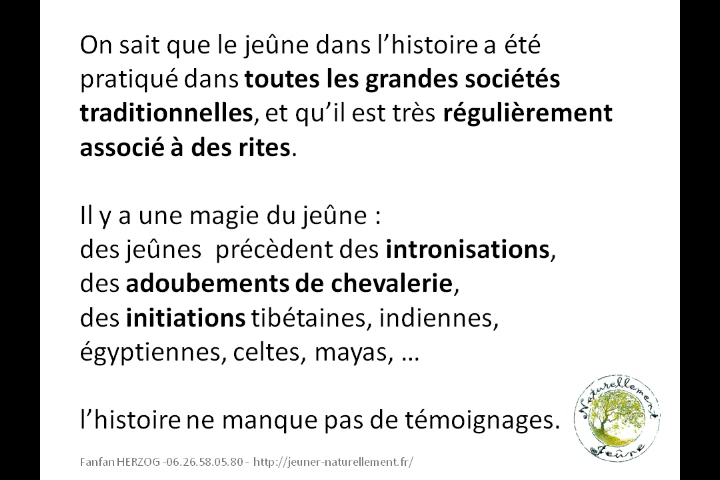 On sait que le jeûne dans l’histoire a été
pratiqué dans toutes les grandes sociétés
traditionnelles, et qu’il est très régulièrement
associé à des rites.
Il y a une magie du jeûne :
des jeûnes  précèdent des intronisations,
des adoubements de chevalerie,
des initiations tibétaines, indiennes,
égyptiennes, celtes, mayas, …
l’histoire ne manque pas de témoignages.
Naturellement
Jeûne
Fanfan HERZOG -06.26.58.05.80 - http://jeuner-naturellement.fr/